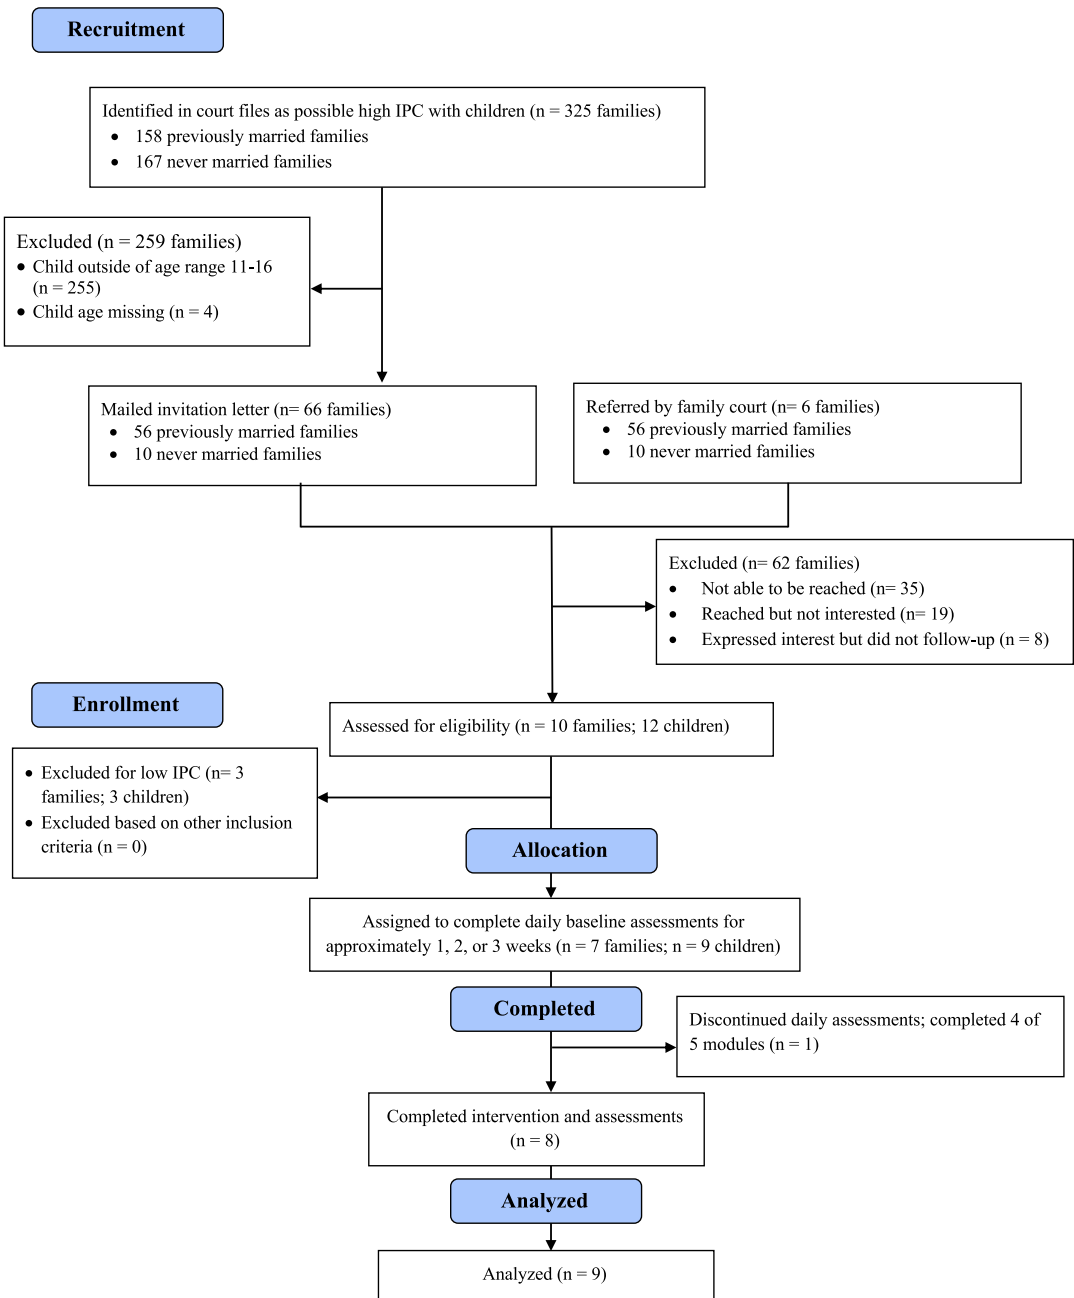 Recruitment
Identified in court files as possible high IPC with children (n = 325 families)
• 158 previously married families
• 167 never married families
Excluded (n = 259 families)
• Child outside of age range 11-16
(n = 255)
• Child age missing (n = 4)
Mailed invitation letter (n= 66 families)
• 56 previously married families
• 10 never married families
Referred by family court (n= 6 families)
• 56 previously married families
• 10 never married families
Excluded (n= 62 families)
• Not able to be reached (n= 35)
• Reached but not interested (n= 19)
• Expressed interest but did not follow-up (n = 8)
Enrollment
Assessed for eligibility (n = 10 families; 12 children)
• Excluded for low IPC (n= 3
families; 3 children)
• Excluded based on other inclusion
criteria (n = 0)
Allocation
Assigned to complete daily baseline assessments for
approximately 1, 2, or 3 weeks (n = 7 families; n = 9 children)
Completed
Discontinued daily assessments; completed 4 of
5 modules (n = 1)
Completed intervention and assessments
(n = 8)
Analyzed
Analyzed (n = 9)